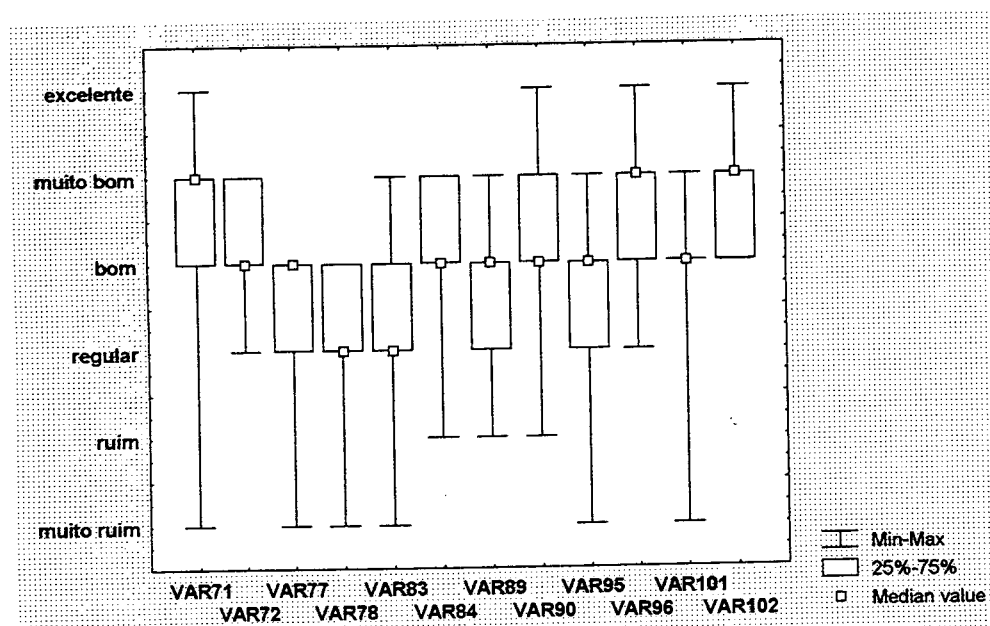 excelente
muito bom
bom
regular
ruim
muito ruim
VAR71 VAR77 VAR83 VAR89 VAR95 VAR101
VAR72 VAR78 VAR84 VAR90 VAR96 VAR102
Min-Max
25%-75%
Median value